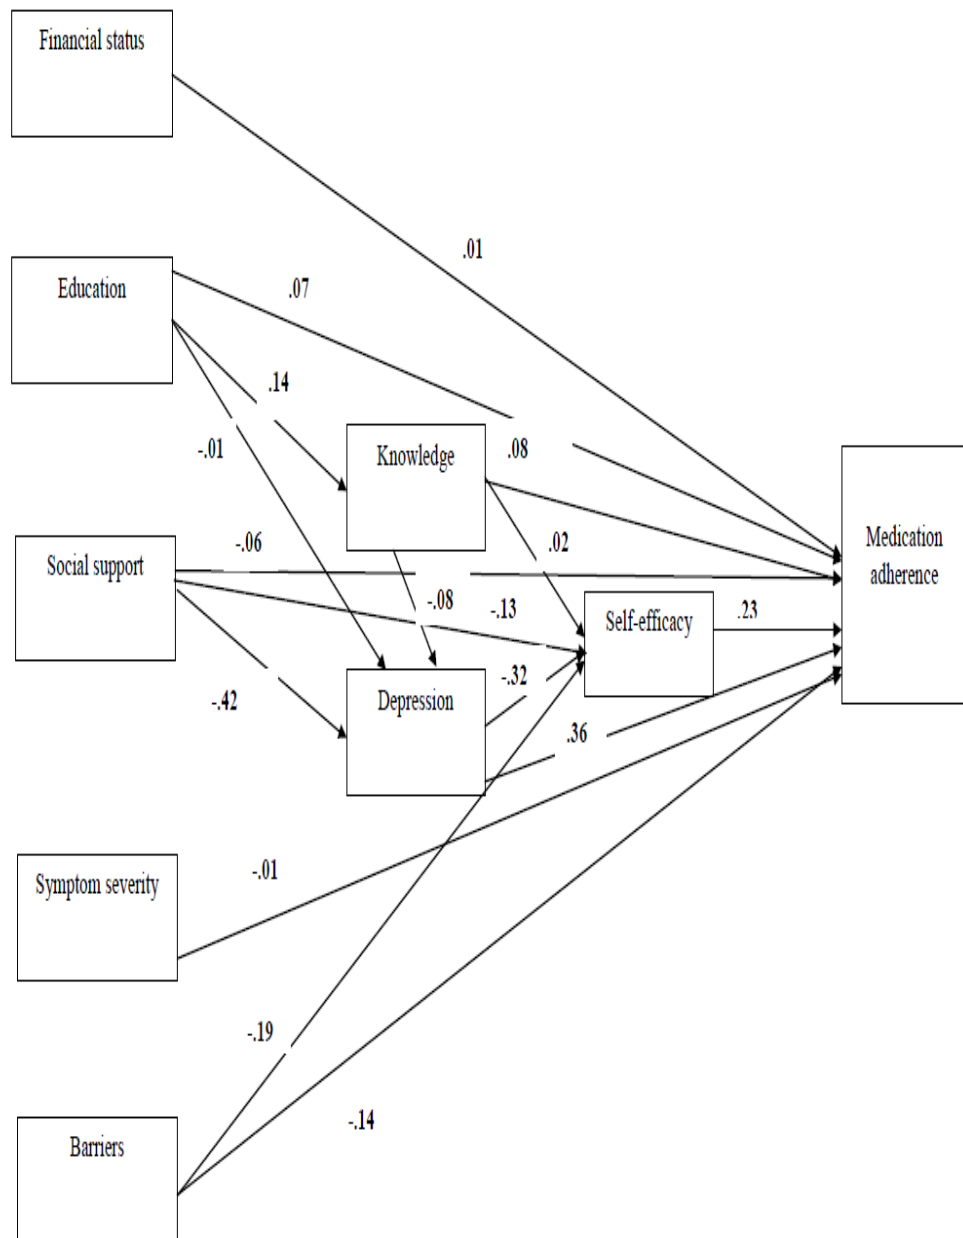 Financial status
.01
Education
.07
.14
-.01
Knowledge
.08
Medication
adherence
Social support
-.06
.02
-.08
-.13
Self-efficacy
.23
-.42
Depression
-.32
.36
Symptom severity
-.01
-.19
-.14
Barriers